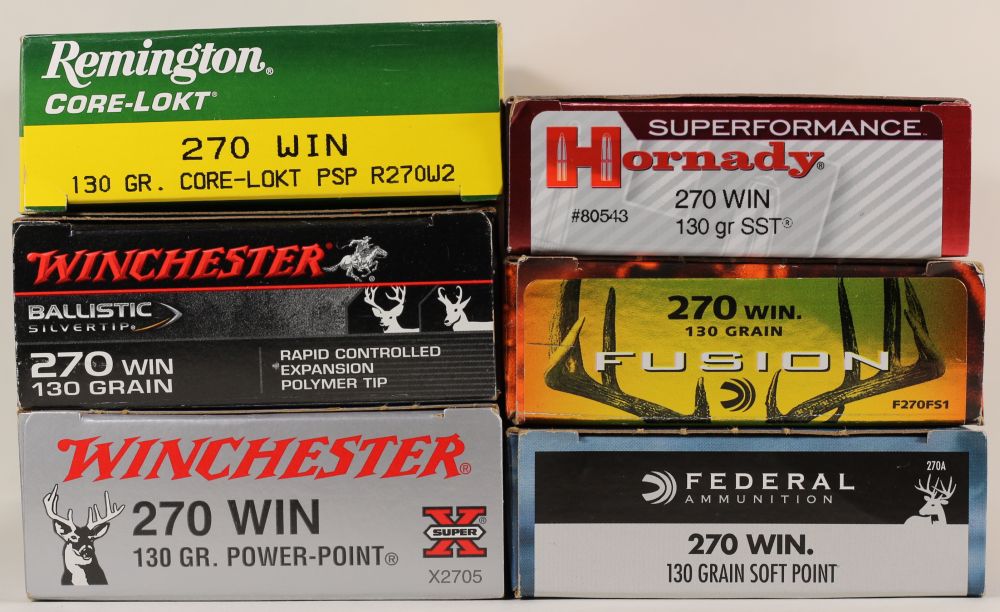 Remington®
CORE-LOKT®
270 WIN
130 GR. CORE-LOKT PSP R270W2
WINCHESTER®
BALLISTIC
SILVERTIP®
270 WIN
130 GRAIN
RAPID CONTROLLED
EXPANSION
POLYMER TIP
WINCHESTER®
270 WIN
130 GR. POWER-POINT®
X®
SUPER
X2705
SUPERFORMANCE™
Hornady®
#80543
270 WIN
130 gr SST®
270 WIN.
130 GRAIN
FUSION
F270FS1
270A
FEDERAL
AMMUNITION
270 WIN.
130 GRAIN SOFT POINT